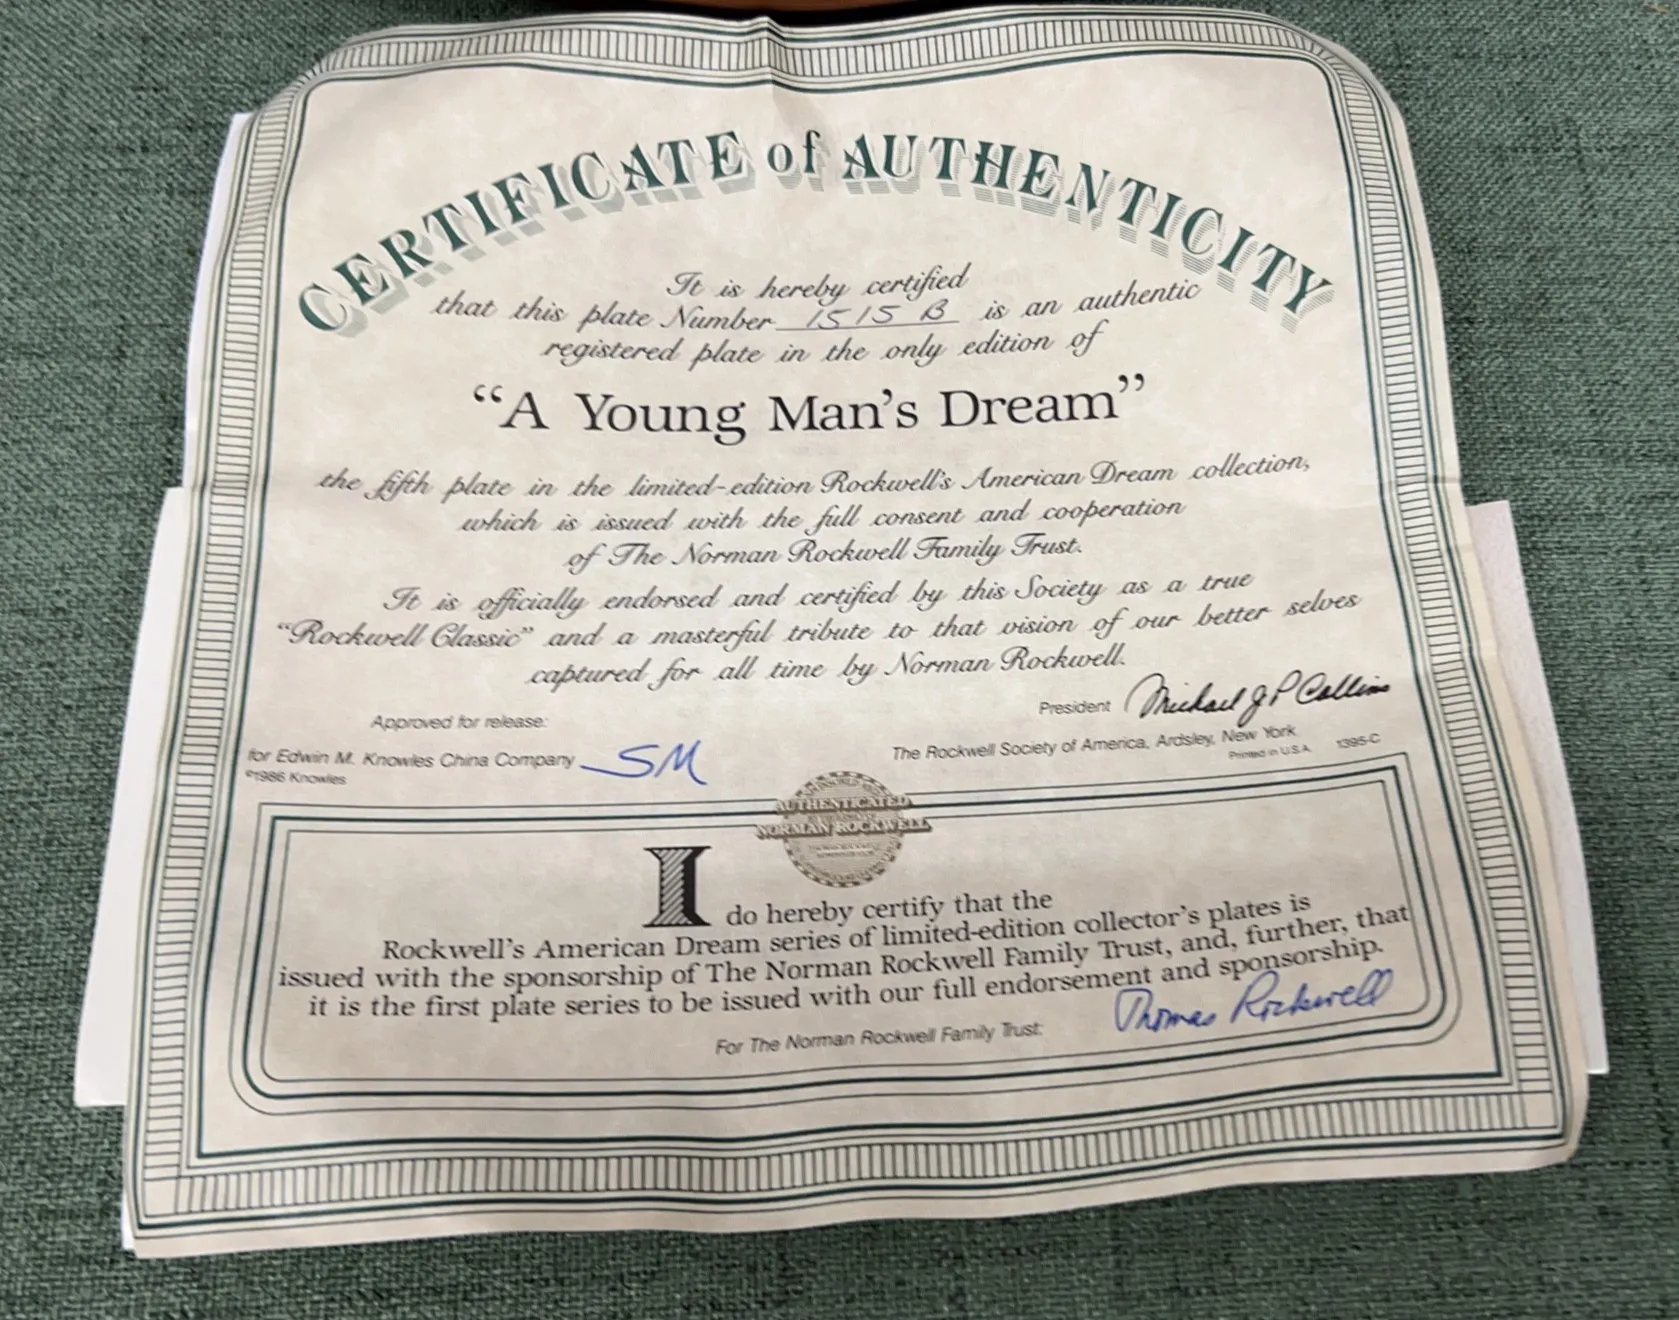 CERTIFICATE of AUTHENTICITY
It is hereby certified
that this plate Number 1515 B is an authentic
registered plate in the only edition of
“A Young Man’s Dream”
the fifth plate in the limited-edition Rockwell’s American Dream collection,
which is issued with the full consent and cooperation
of The Norman Rockwell Family Trust.
It is officially endorsed and certified by this Society as a true
“Rockwell Classic” and a masterful tribute to that vision of our better selves
captured for all time by Norman Rockwell.
President Michael J P Collins
Approved for release:
The Rockwell Society of America, Ardsley, New York
for Edwin M. Knowles China Company SM
Printed in U.S.A. 1395-C
©1986 Knowles
AUTHENTICATED
NORMAN ROCKWELL
I do hereby certify that the
Rockwell’s American Dream series of limited-edition collector’s plates is
issued with the sponsorship of The Norman Rockwell Family Trust, and, further, that
it is the first plate series to be issued with our full endorsement and sponsorship.
For The Norman Rockwell Family Trust: Thomas Rockwell